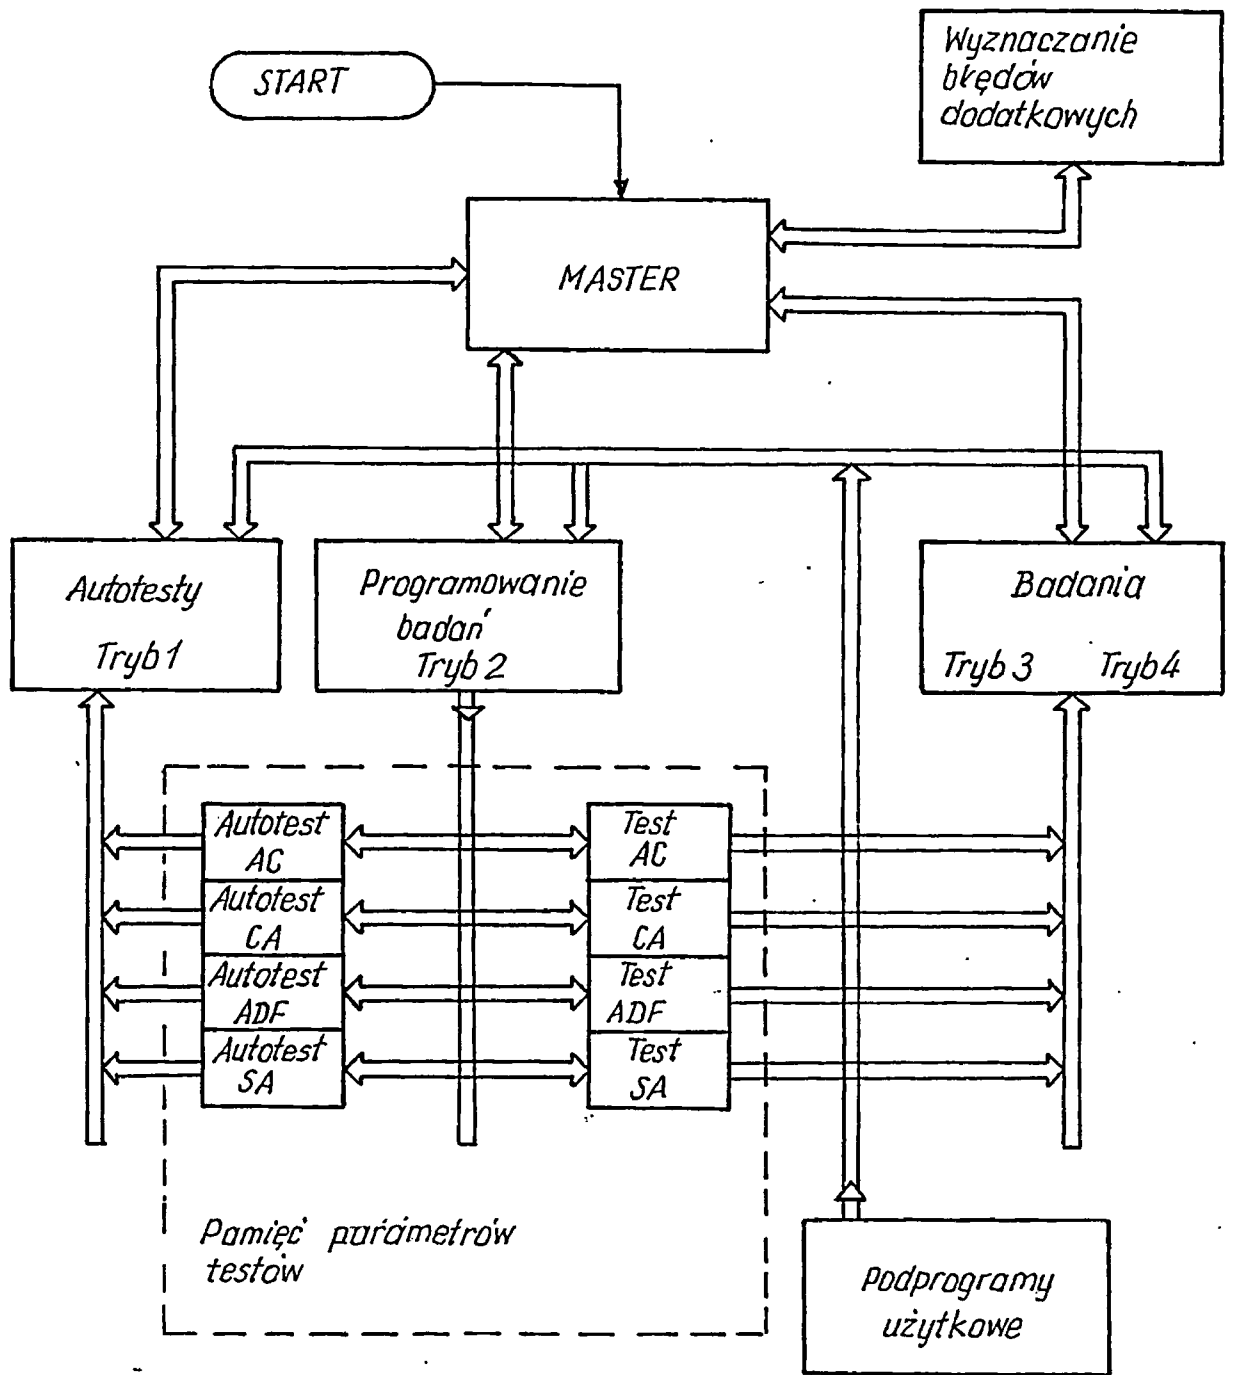 START
Wyznaczanie
błędów
dodatkowych
MASTER
Autotesty
Tryb 1
Programowanie
badań
Tryb 2
Badania
Tryb 3 Tryb 4
Autotest
AC
Autotest
CA
Autotest
ADF
Autotest
SA
Test
AC
Test
CA
Test
ADF
Test
SA
Pamięć parametrów
testów
Podprogramy
użytkowe